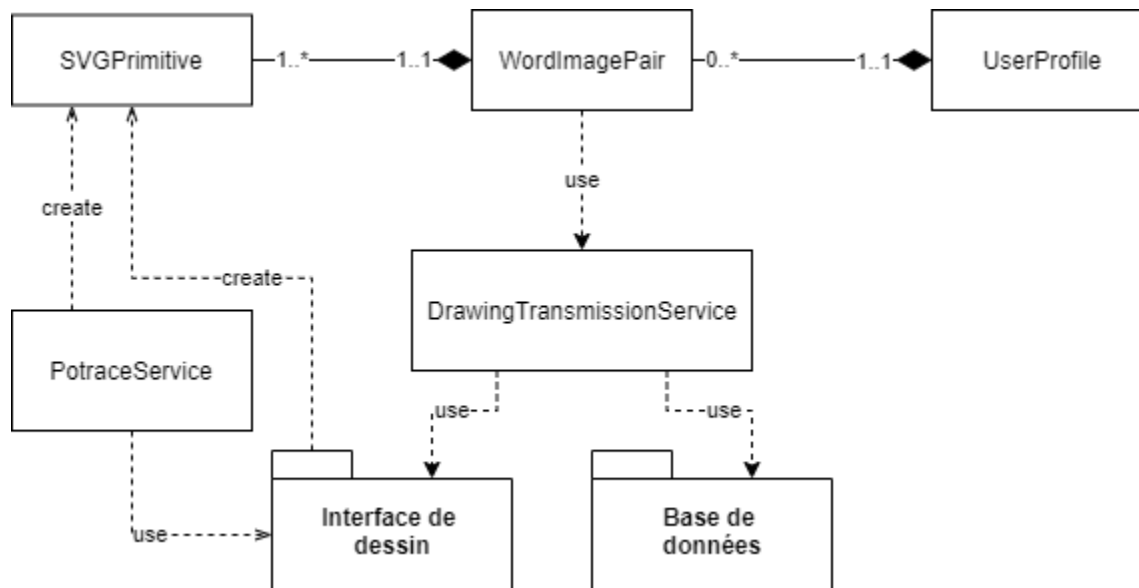 SVGPrimitive
1..*
1..1
WordImagePair
0..*
1..1
UserProfile
create
use
create
DrawingTransmissionService
PotraceService
use
use
use
Interface de
dessin
Base de
données